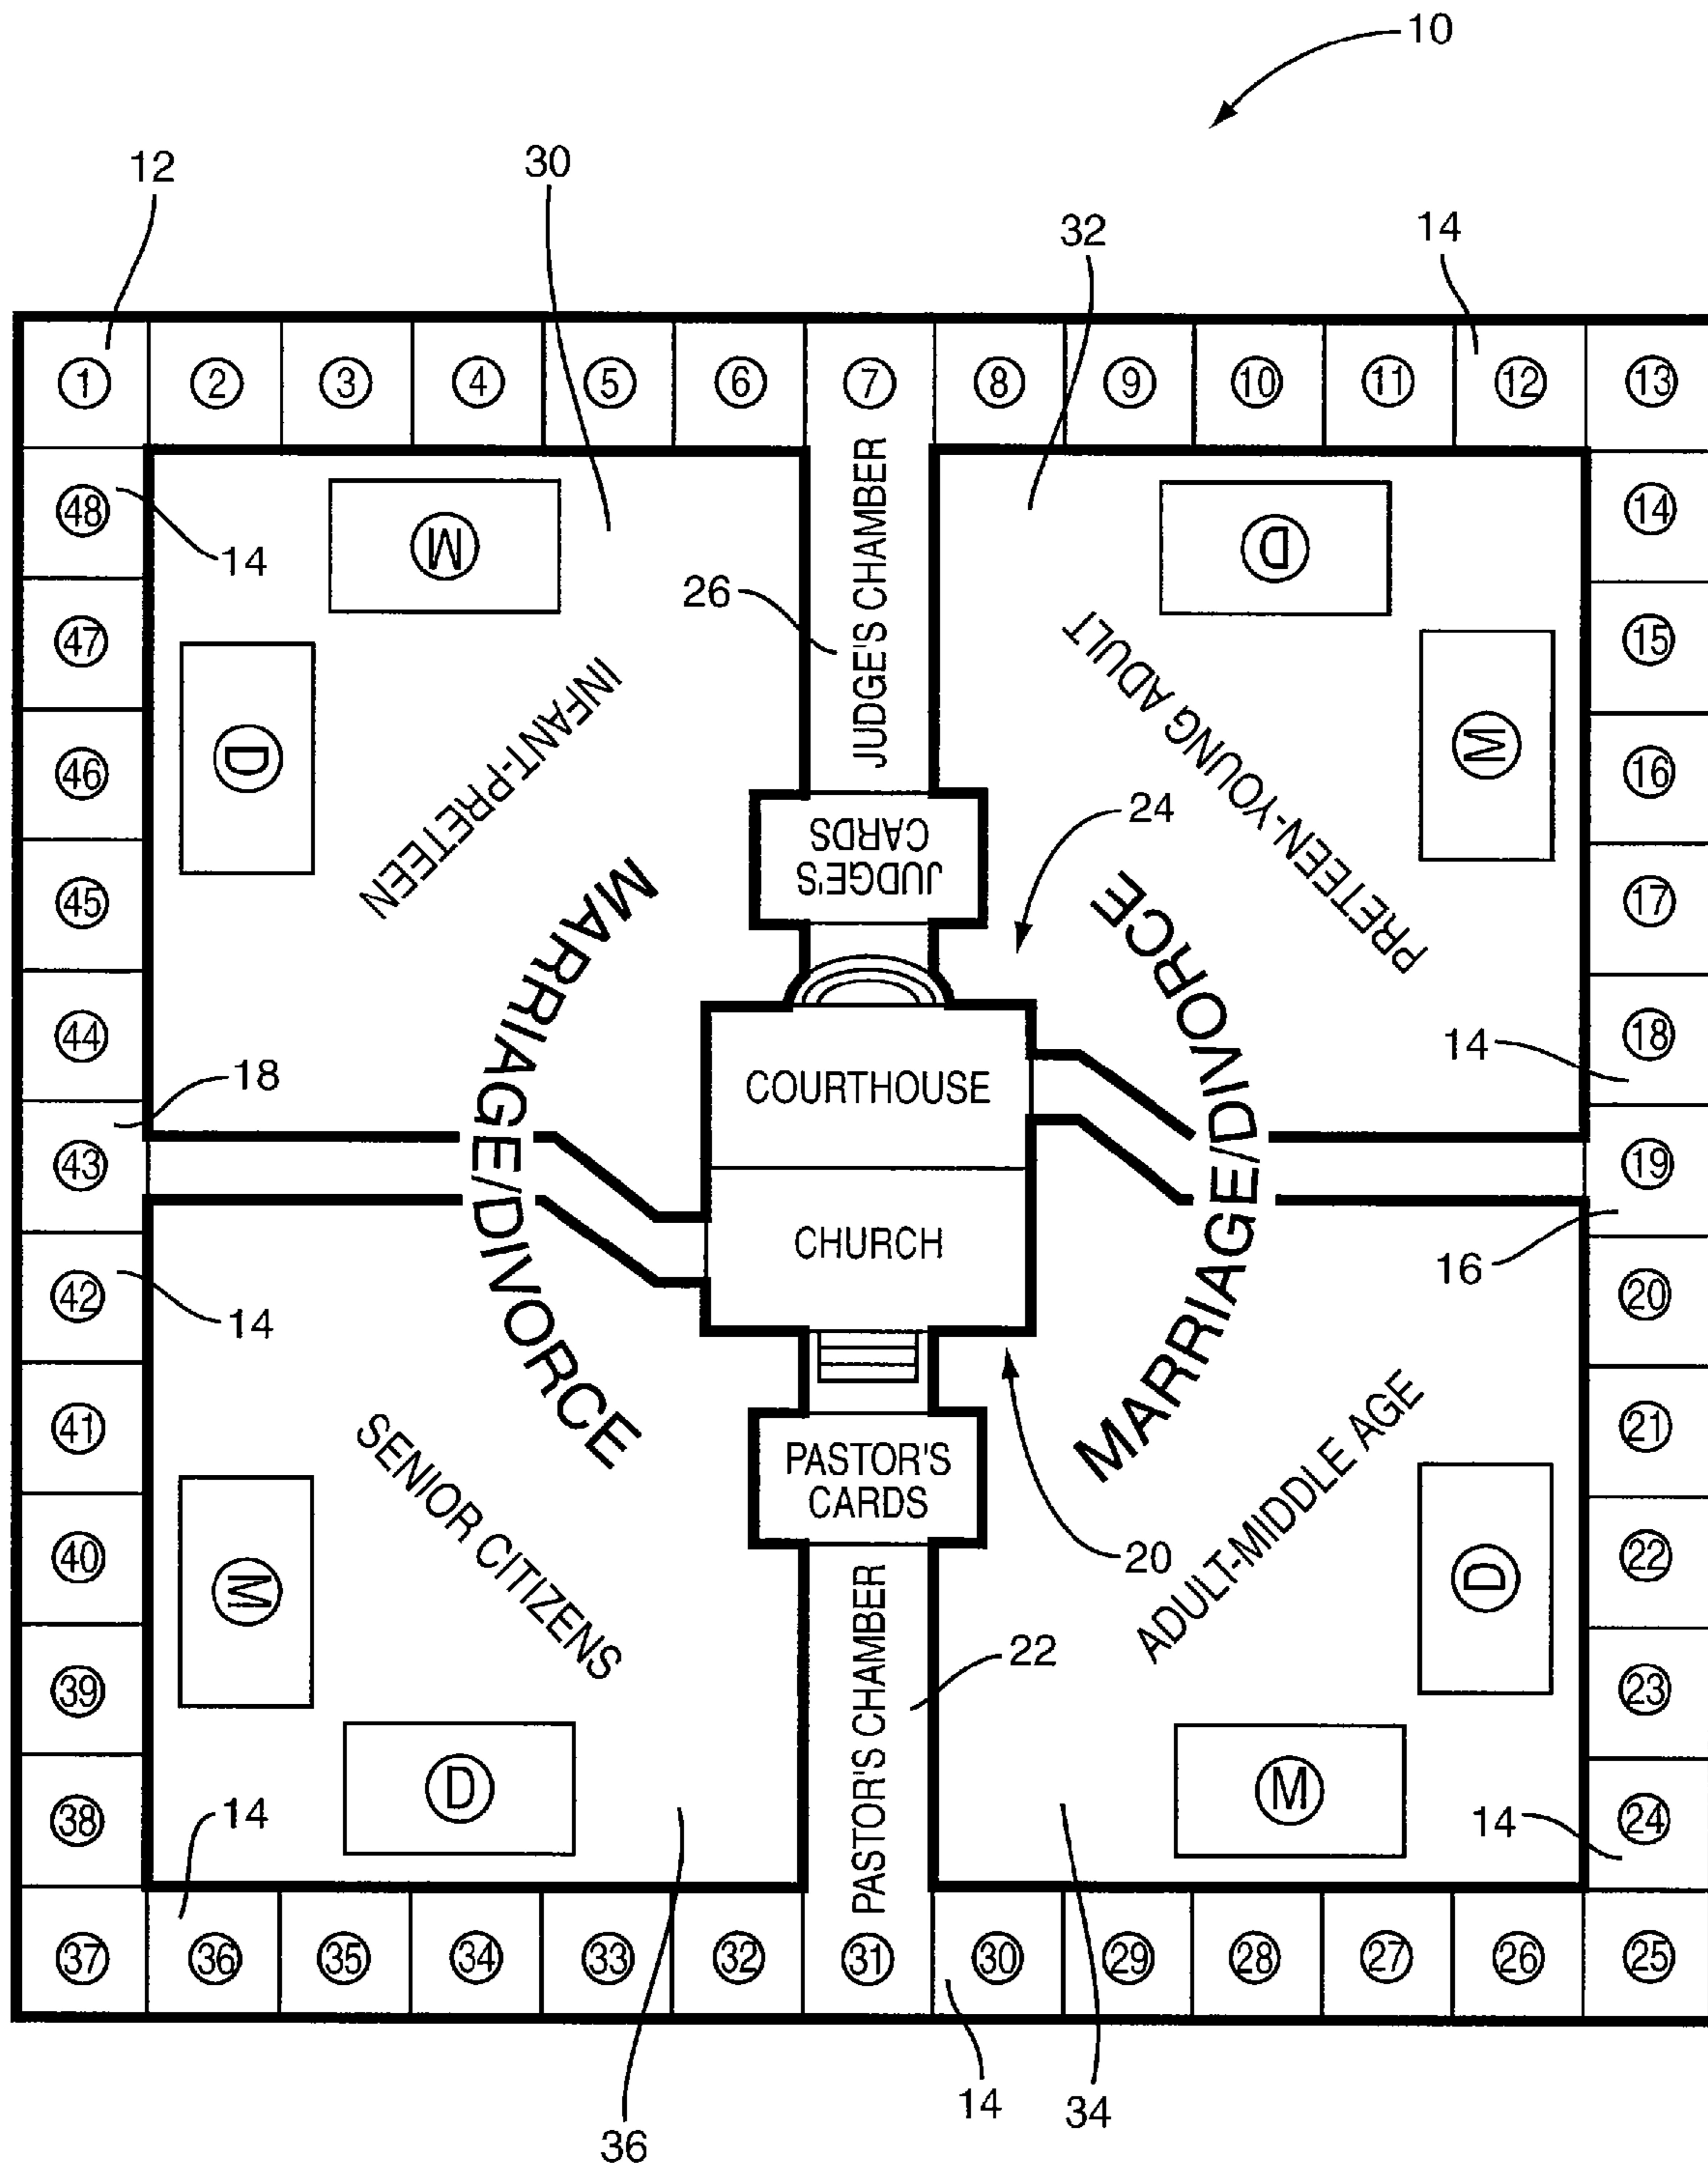 10
12
30
32
14
1 2 3 4 5 6 7 8 9 10 11 12 13
48
14
47
46
45
44
18
43
42
14
41
40
39
38
14
M
D
INFANT-PRETEEN
26
JUDGE'S CHAMBER
JUDGE'S
CARDS
24
D
M
PRETEEN-YOUNG ADULT
14
15
16
17
14
18
19
16
20
21
22
23
14
24
MARRIAGE/DIVORCE
COURTHOUSE
CHURCH
MARRIAGE/DIVORCE
SENIOR CITIZENS
M
D
PASTOR'S
CARDS
20
PASTOR'S CHAMBER
22
ADULT-MIDDLE AGE
D
M
37 36 35 34 33 32 31 30 29 28 27 26 25
14
34
36